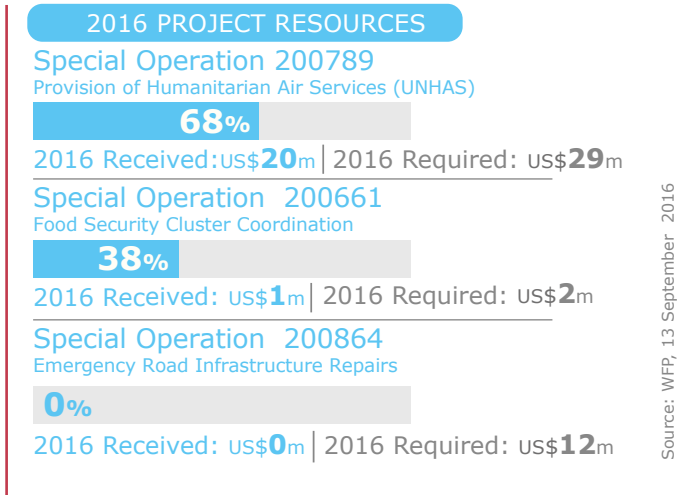 2016 PROJECT RESOURCES
Special Operation 200789
Provision of Humanitarian Air Services (UNHAS)
68%
2016 Received:US$20m | 2016 Required: US$29m
Special Operation 200661
Food Security Cluster Coordination
38%
2016 Received: US$1m | 2016 Required: US$2m
Special Operation 200864
Emergency Road Infrastructure Repairs
0%
2016 Received: US$0m | 2016 Required: US$12m
Source: WFP, 13 September 2016